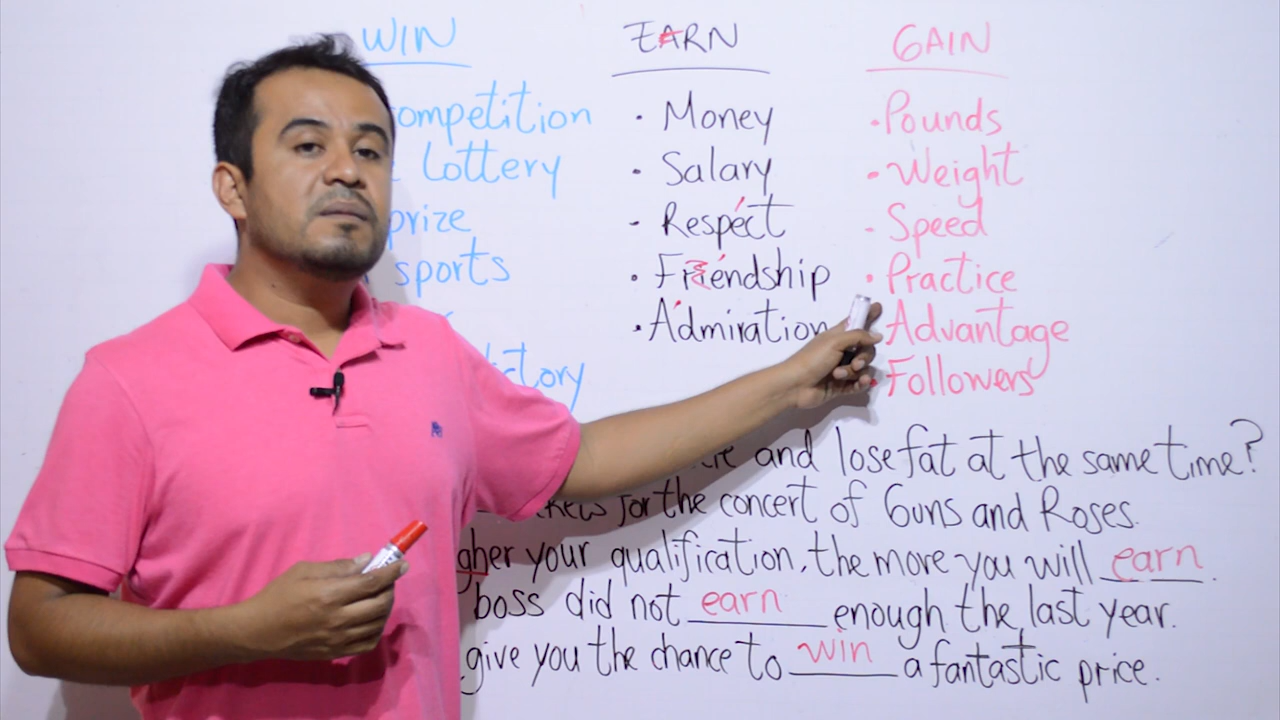 WIN
competition
Lottery
prize
sports
EARN
• Money
• Salary
• Respect
• Friendship
• Admiration
GAIN
• Pounds
• Weight
• Speed
• Practice
Advantage
• Followers
and lose fat at the same time?
for the concert of Guns and Roses.
your qualification, the more you will earn.
boss did not earn enough the last year.
give you the chance to win a fantastic price.